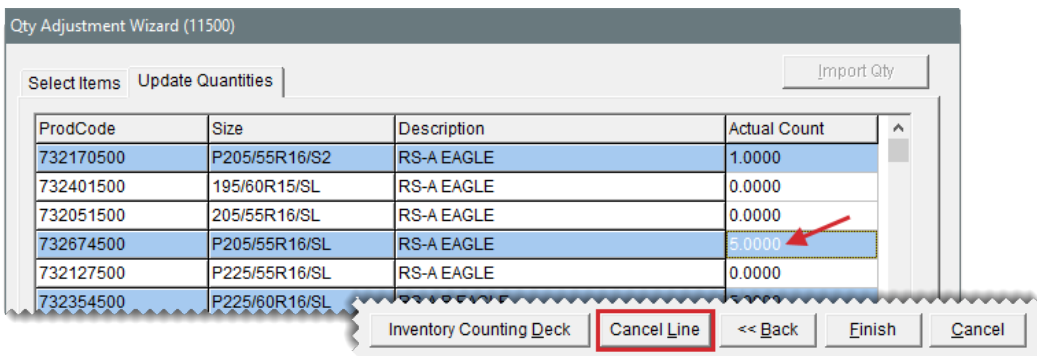 Qty Adjustment Wizard (11500)
Import Qty
Select Items Update Quantities
ProdCode Size Description Actual Count
732170500 P205/55R16/S2 RS-A EAGLE 1.0000
732401500 195/60R15/SL RS-A EAGLE 0.0000
732051500 205/55R16/SL RS-A EAGLE 0.0000
732674500 P205/55R16/SL RS-A EAGLE 5.0000
732127500 P225/55R16/SL RS-A EAGLE 0.0000
732354500 P225/60R16/SL
Inventory Counting Deck Cancel Line << Back Finish Cancel